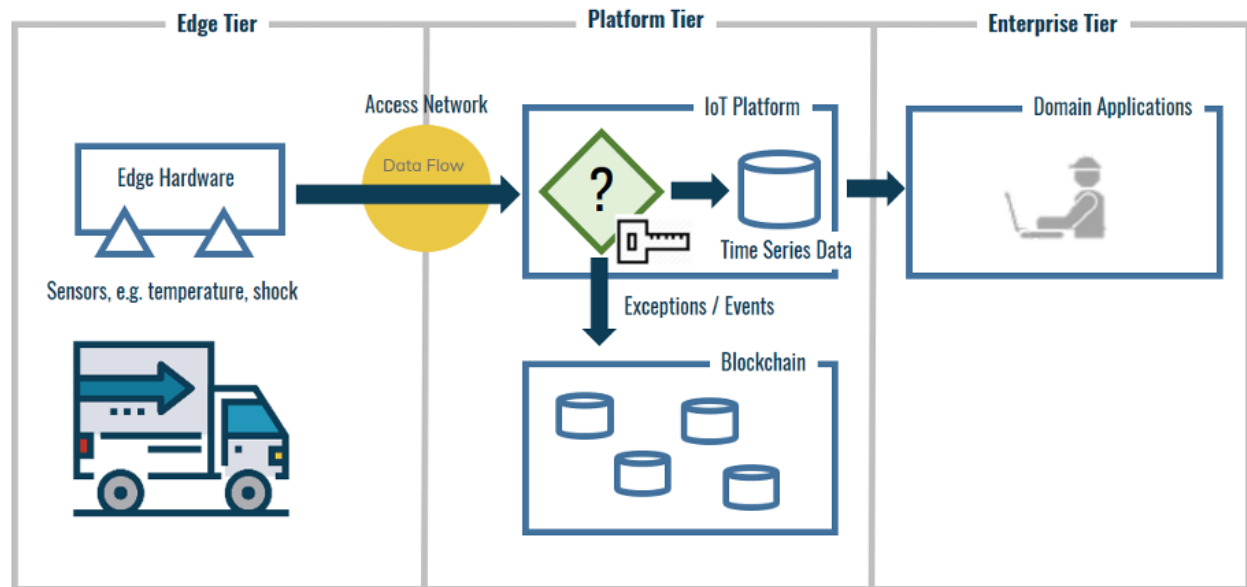 Edge Tier
Platform Tier
Enterprise Tier
Access Network
IoT Platform
Domain Applications
Data Flow
Edge Hardware
?
Time Series Data
Sensors, e.g. temperature, shock
Exceptions / Events
Blockchain